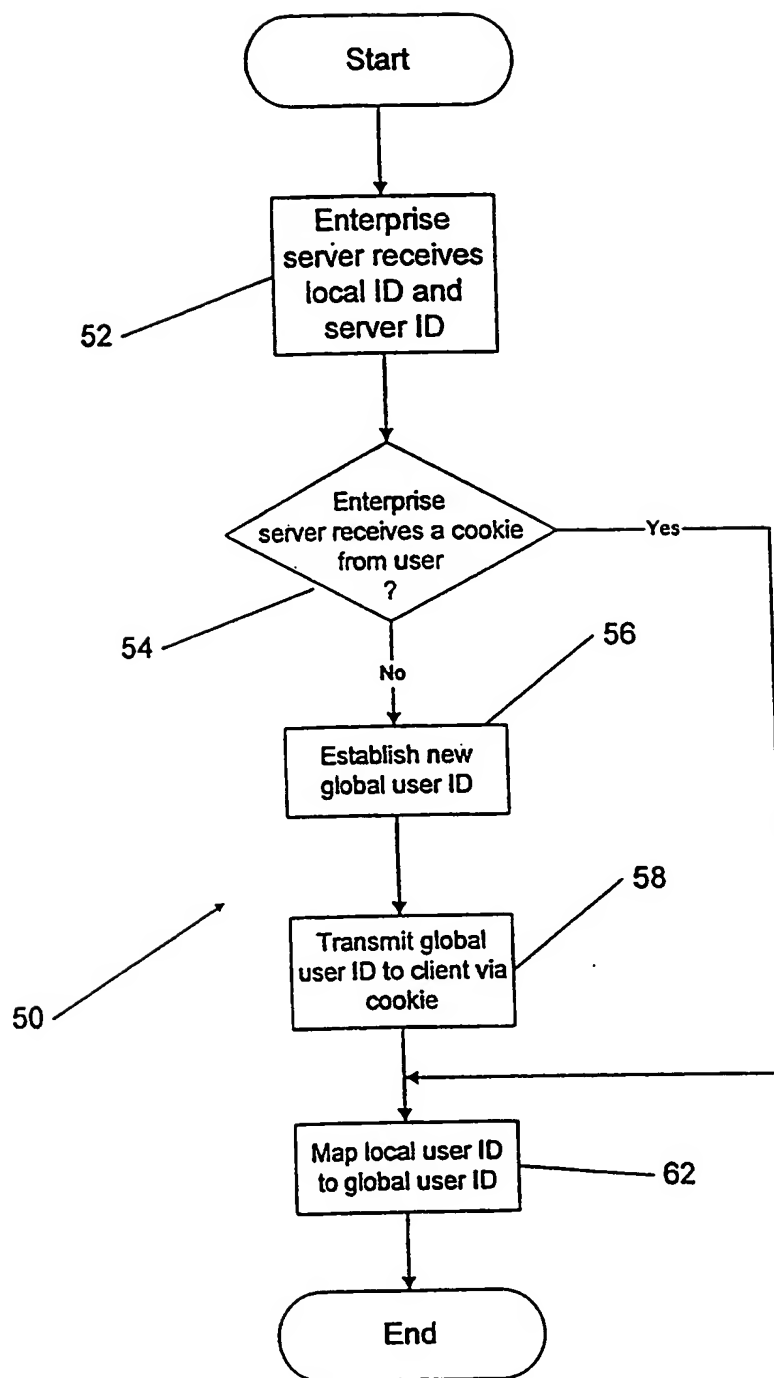 Start
Enterprise
server receives
local ID and
server ID
52
Enterprise
server receives a cookie
from user
?
Yes
54
No
56
Establish new
global user ID
58
Transmit global
user ID to client via
cookie
50
Map local user ID
to global user ID
62
End